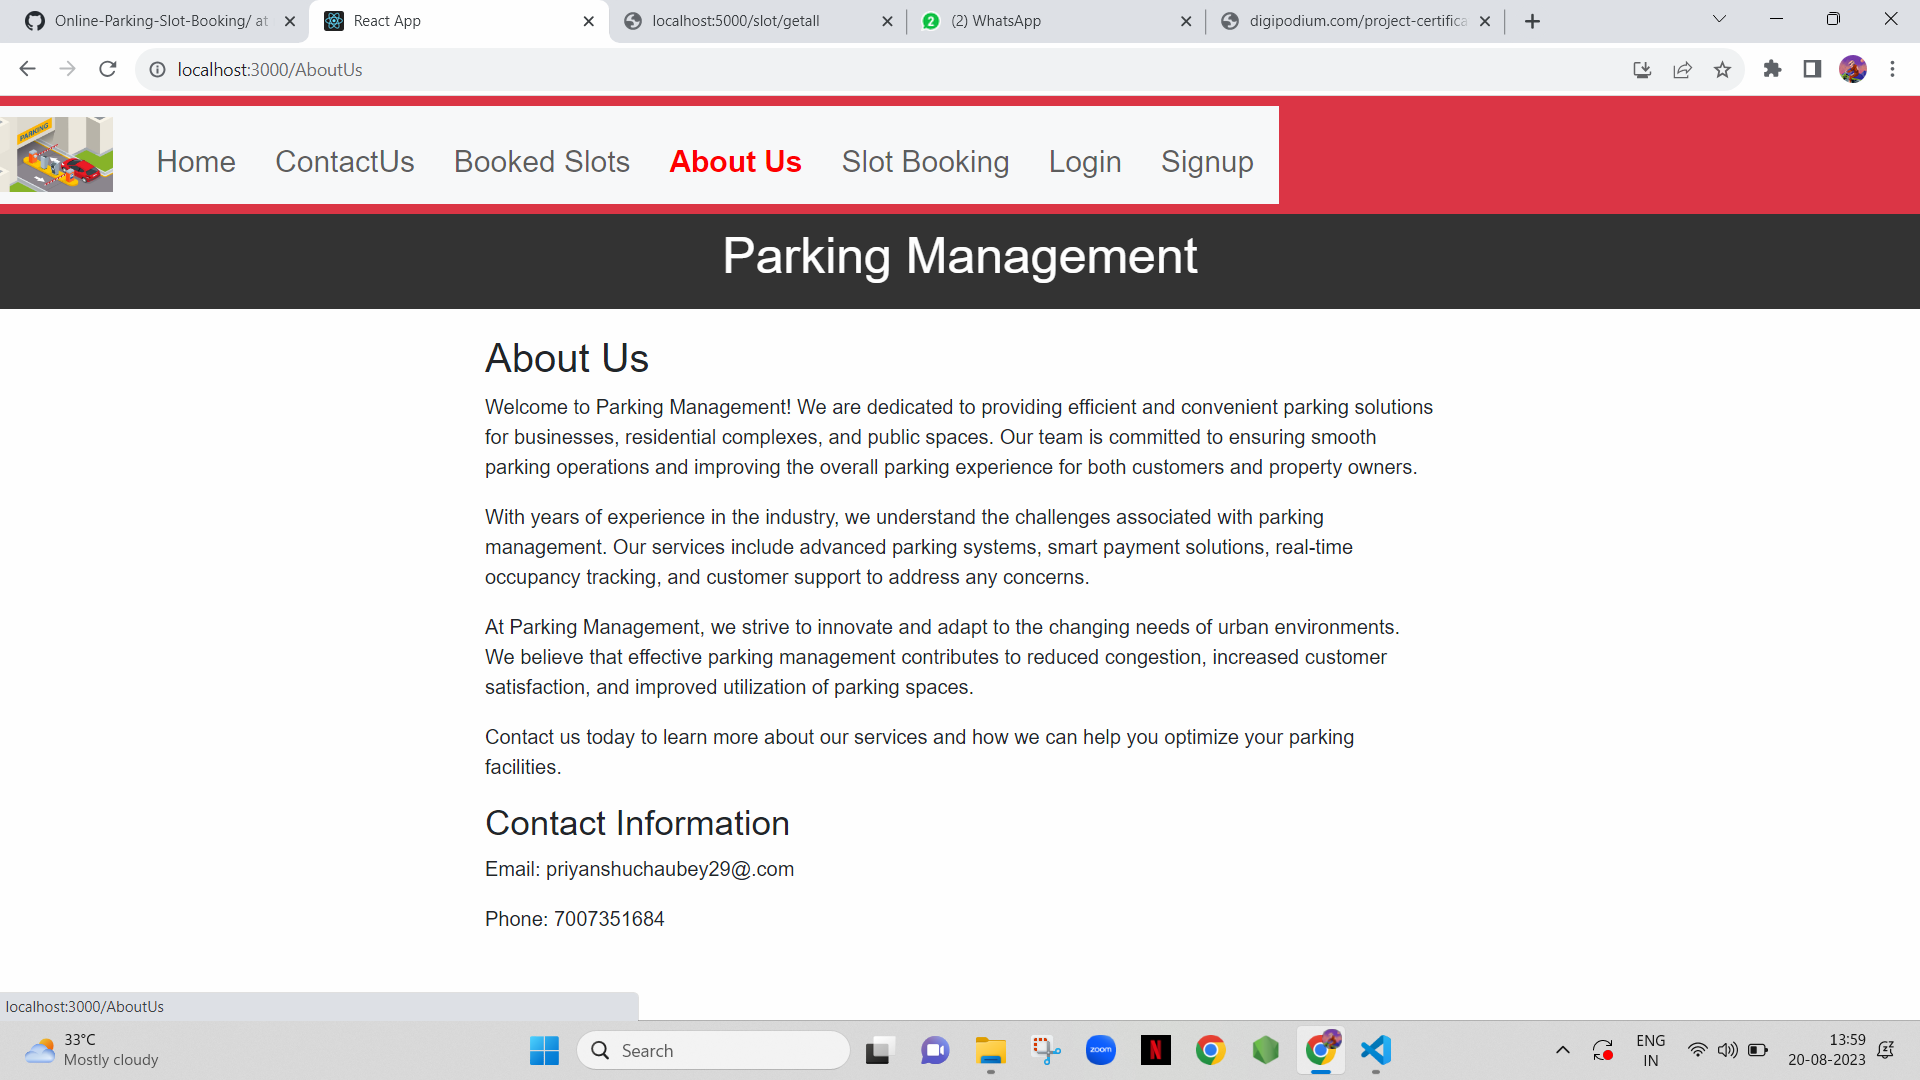 Online-Parking-Slot-Booking/ at
React App
localhost:5000/slot/getall
(2) WhatsApp
digipodium.com/project-certifica
localhost:3000/AboutUs
PARKING
Home
ContactUs
Booked Slots
About Us
Slot Booking
Login
Signup
Parking Management
About Us
Welcome to Parking Management! We are dedicated to providing efficient and convenient parking solutions
for businesses, residential complexes, and public spaces. Our team is committed to ensuring smooth
parking operations and improving the overall parking experience for both customers and property owners.
With years of experience in the industry, we understand the challenges associated with parking
management. Our services include advanced parking systems, smart payment solutions, real-time
occupancy tracking, and customer support to address any concerns.
At Parking Management, we strive to innovate and adapt to the changing needs of urban environments.
We believe that effective parking management contributes to reduced congestion, increased customer
satisfaction, and improved utilization of parking spaces.
Contact us today to learn more about our services and how we can help you optimize your parking
facilities.
Contact Information
Email: priyanshuchaubey29@.com
Phone: 7007351684
localhost:3000/AboutUs
33°C
Mostly cloudy
Search
zoom
N
ENG
IN
13:59
20-08-2023